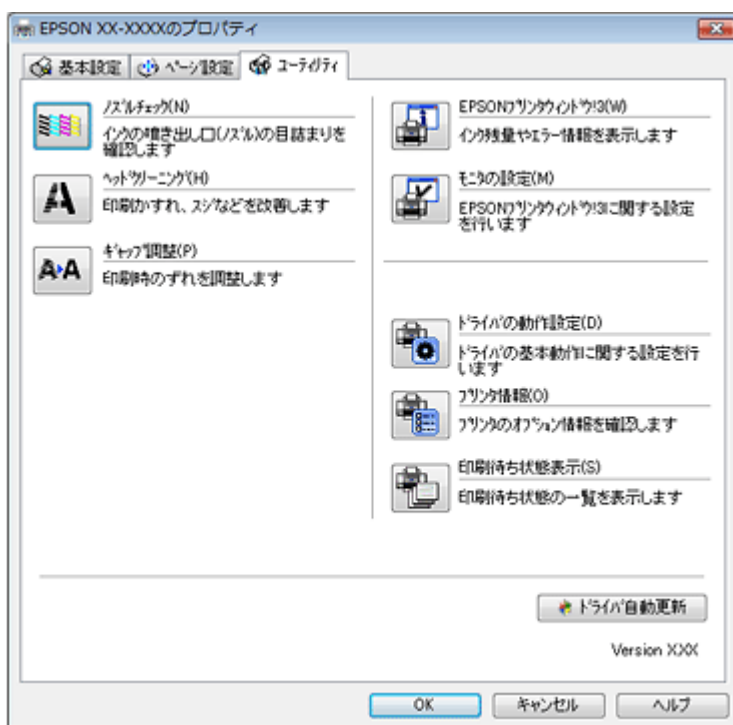 EPSON XX-XXXXのプロパティ
基本設定
ページ設定
ユーティリティ
ノズルチェック(N)
インクの噴き出し口(ノズル)の目詰まりを
確認します
ヘッドクリーニング(H)
印刷かすれ、スジなどを改善します
ギャップ調整(P)
印刷時のずれを調整します
EPSONプリンタウィンドウ!3(W)
インク残量やエラー情報を表示します
モニタの設定(M)
EPSONプリンタウィンドウ!3に関する設定
を行います
ドライバの動作設定(D)
ドライバの基本動作に関する設定を行
います
プリンタ情報(O)
プリンタのオプション情報を確認します
印刷待ち状態表示(S)
印刷待ち状態の一覧を表示します
ドライバ自動更新
Version X.XX
OK
キャンセル
ヘルプ